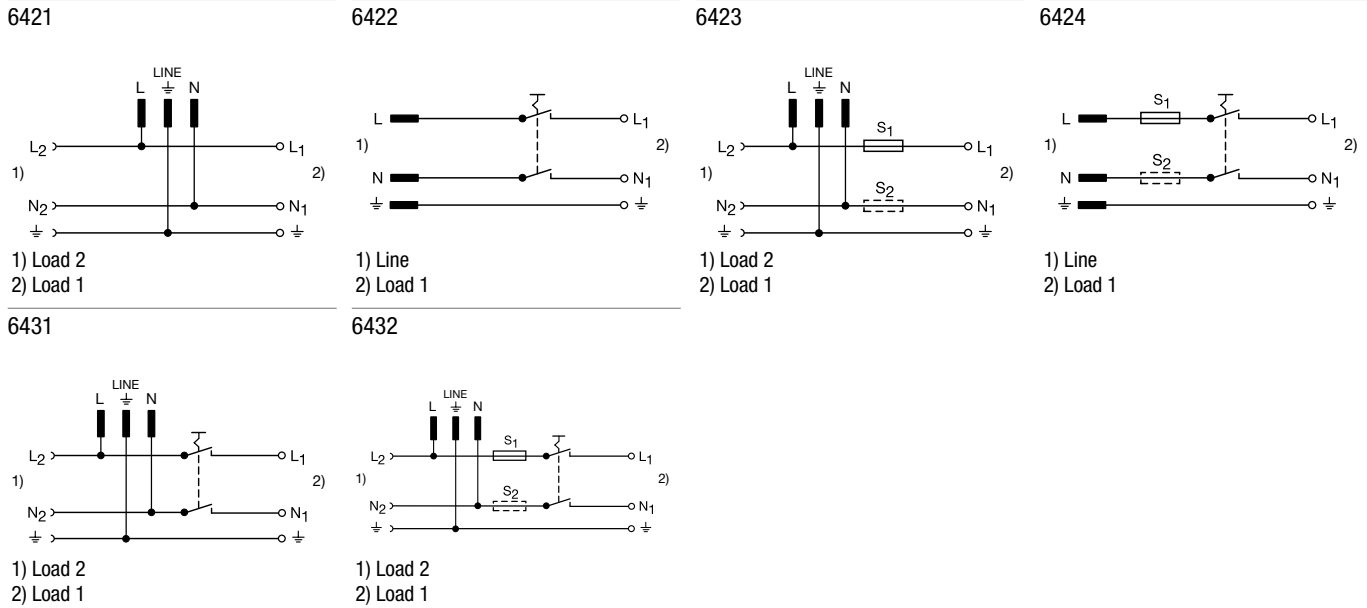 6421
LINE
L ⏚ N
L2
L1
1)
2)
N2
N1
⏚
⏚
1) Load 2
2) Load 1
6422
L
L1
1)
2)
N
N1
⏚
⏚
1) Line
2) Load 1
6423
LINE
L ⏚ N
S1
L2
L1
1)
2)
S2
N2
N1
⏚
⏚
1) Load 2
2) Load 1
6424
S1
L
L1
1)
2)
S2
N
N1
⏚
⏚
1) Line
2) Load 1
6431
LINE
L ⏚ N
L2
L1
1)
2)
N2
N1
⏚
⏚
1) Load 2
2) Load 1
6432
LINE
L ⏚ N
S1
L2
L1
1)
2)
S2
N2
N1
⏚
⏚
1) Load 2
2) Load 1